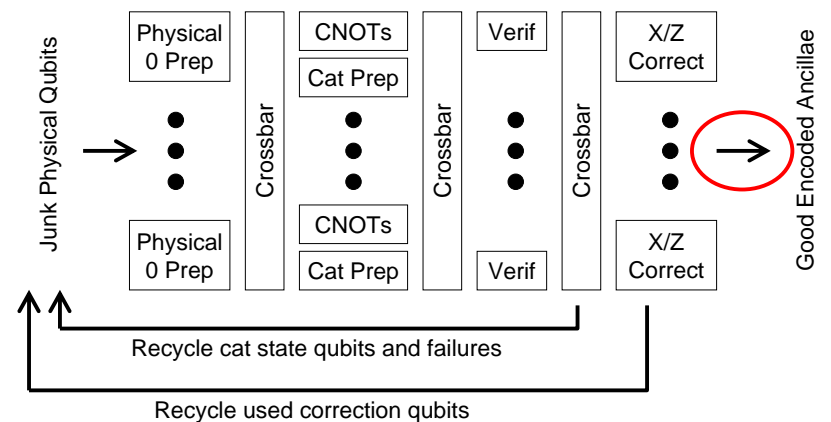 Junk Physical Qubits
Physical
0 Prep
Physical
0 Prep
Crossbar
CNOTs
Cat Prep
CNOTs
Cat Prep
Crossbar
Verif
Verif
Crossbar
X/Z
Correct
X/Z
Correct
Good Encoded Ancillae
Recycle cat state qubits and failures
Recycle used correction qubits